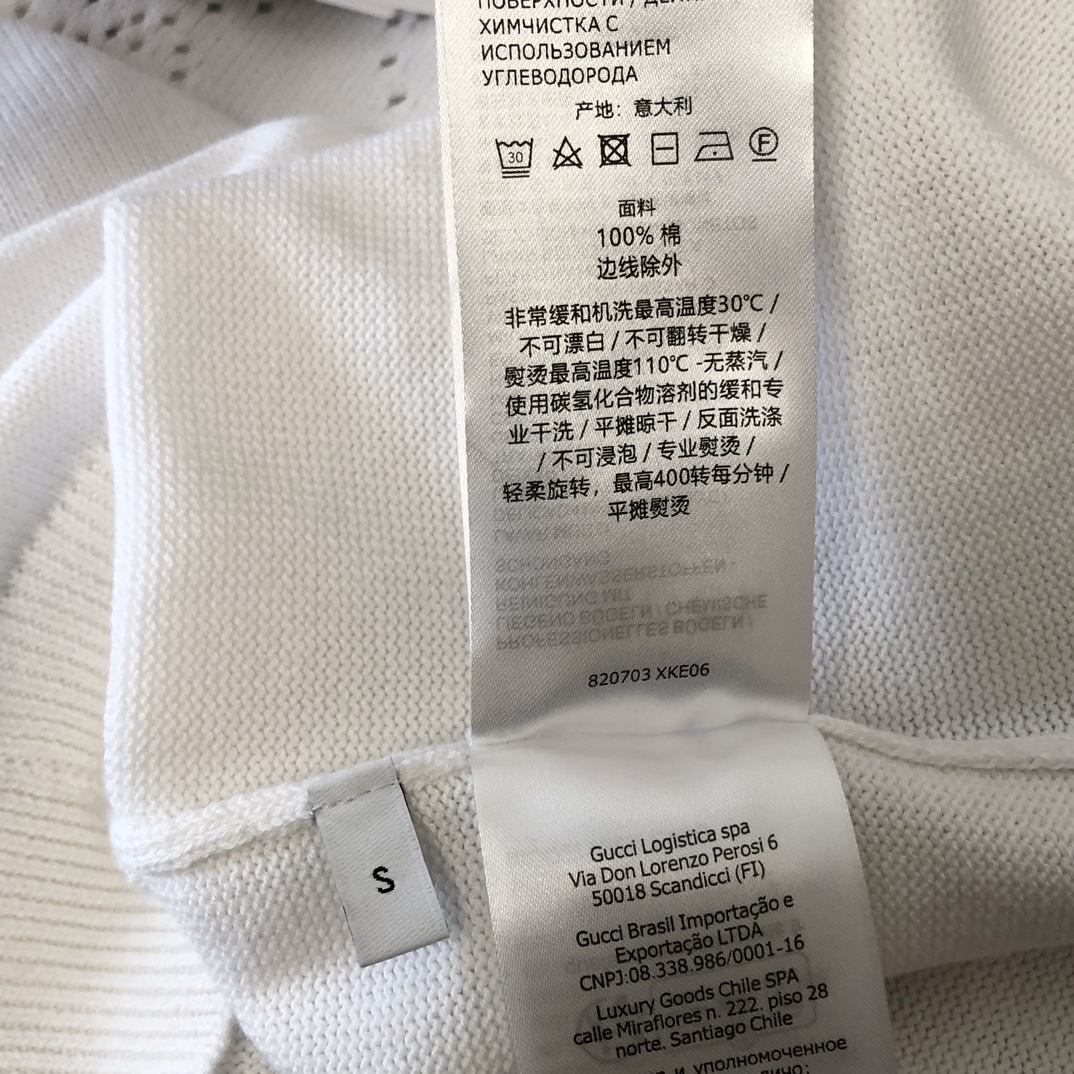 ХИМЧИСТКА С
ИСПОЛЬЗОВАНИЕМ
УГЛЕВОДОРОДА
产地：意大利
30
F
面料
100% 棉
边线除外
非常缓和机洗最高温度30℃ /
不可漂白 / 不可翻转干燥 /
熨烫最高温度110℃ -无蒸汽 /
使用碳氢化合物溶剂的缓和专
业干洗 / 平摊晾干 / 反面洗涤
/ 不可浸泡 / 专业熨烫 /
轻柔旋转，最高400转每分钟 /
平摊熨烫
820703 XKE06
S
Gucci Logistica spa
Via Don Lorenzo Perosi 6
50018 Scandicci (FI)
Gucci Brasil Importação e
Exportação LTDA
CNPJ:08.338.986/0001-16
Luxury Goods Chile SPA
calle Miraflores n. 222. piso 28
norte. Santiago Chile
и уполномоченное